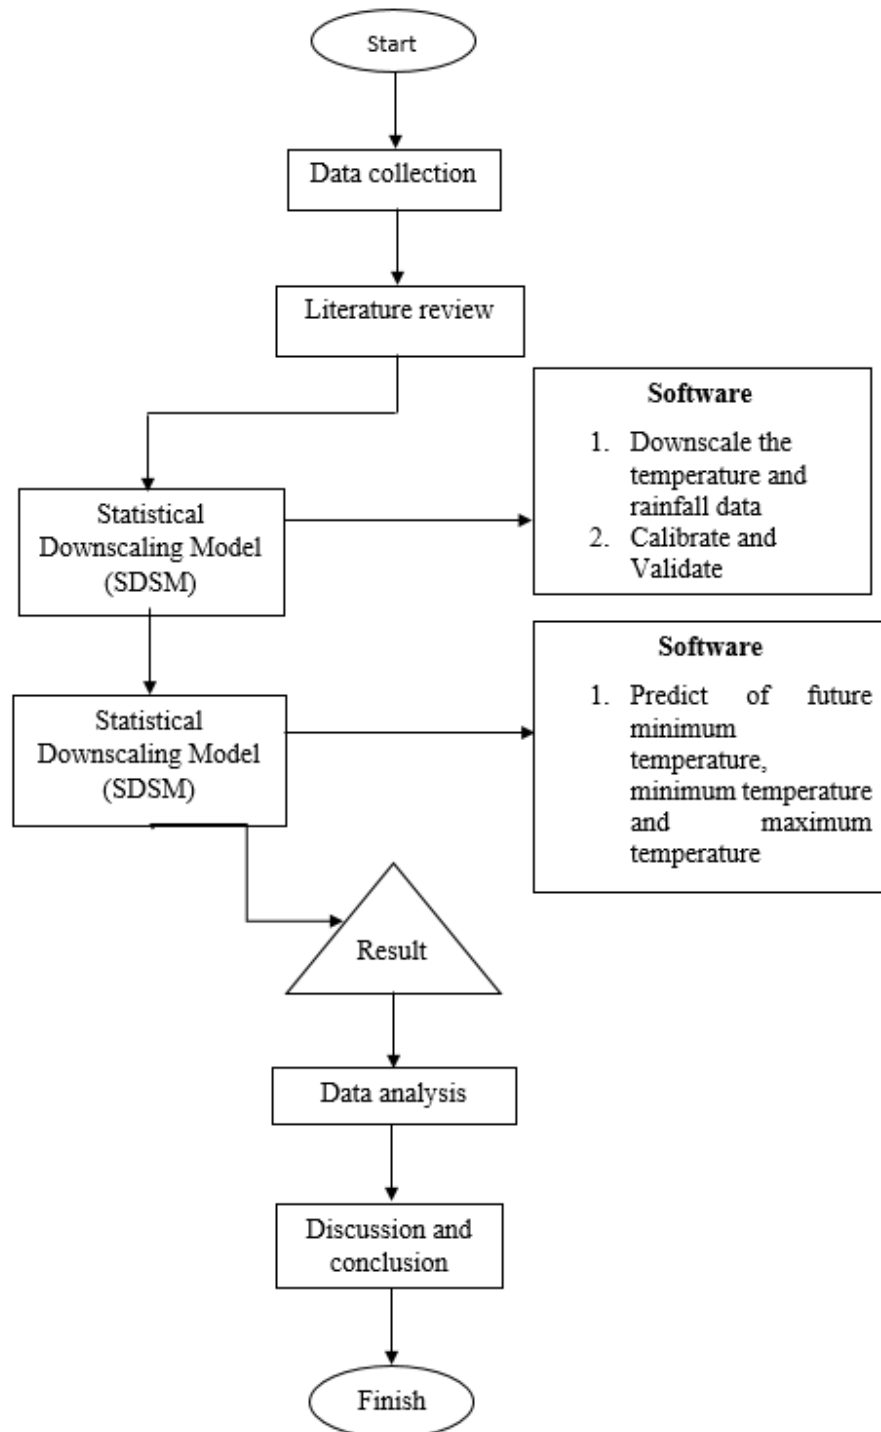 Start
Data collection
Literature review
Software
1. Downscale the
temperature and
rainfall data
2. Calibrate and
Validate
Statistical
Downscaling Model
(SDSM)
Software
1. Predict of future
minimum
temperature,
minimum temperature
and maximum
temperature
Statistical
Downscaling Model
(SDSM)
Result
Data analysis
Discussion and
conclusion
Finish